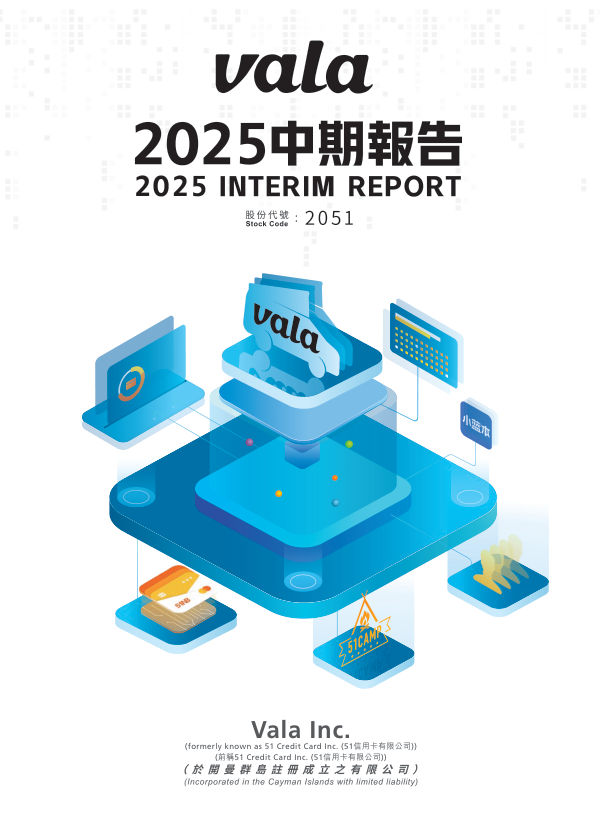 vala
2025中期報告
2025 INTERIM REPORT
股份代號
Stock Code
: 2051
vala
小蓝本
51CAMP
Vala Inc.
(formerly known as 51 Credit Card Inc. (51信用卡有限公司))
(前稱51 Credit Card Inc. (51信用卡有限公司))
(於開曼群島註冊成立之有限公司)
(Incorporated in the Cayman Islands with limited liability)